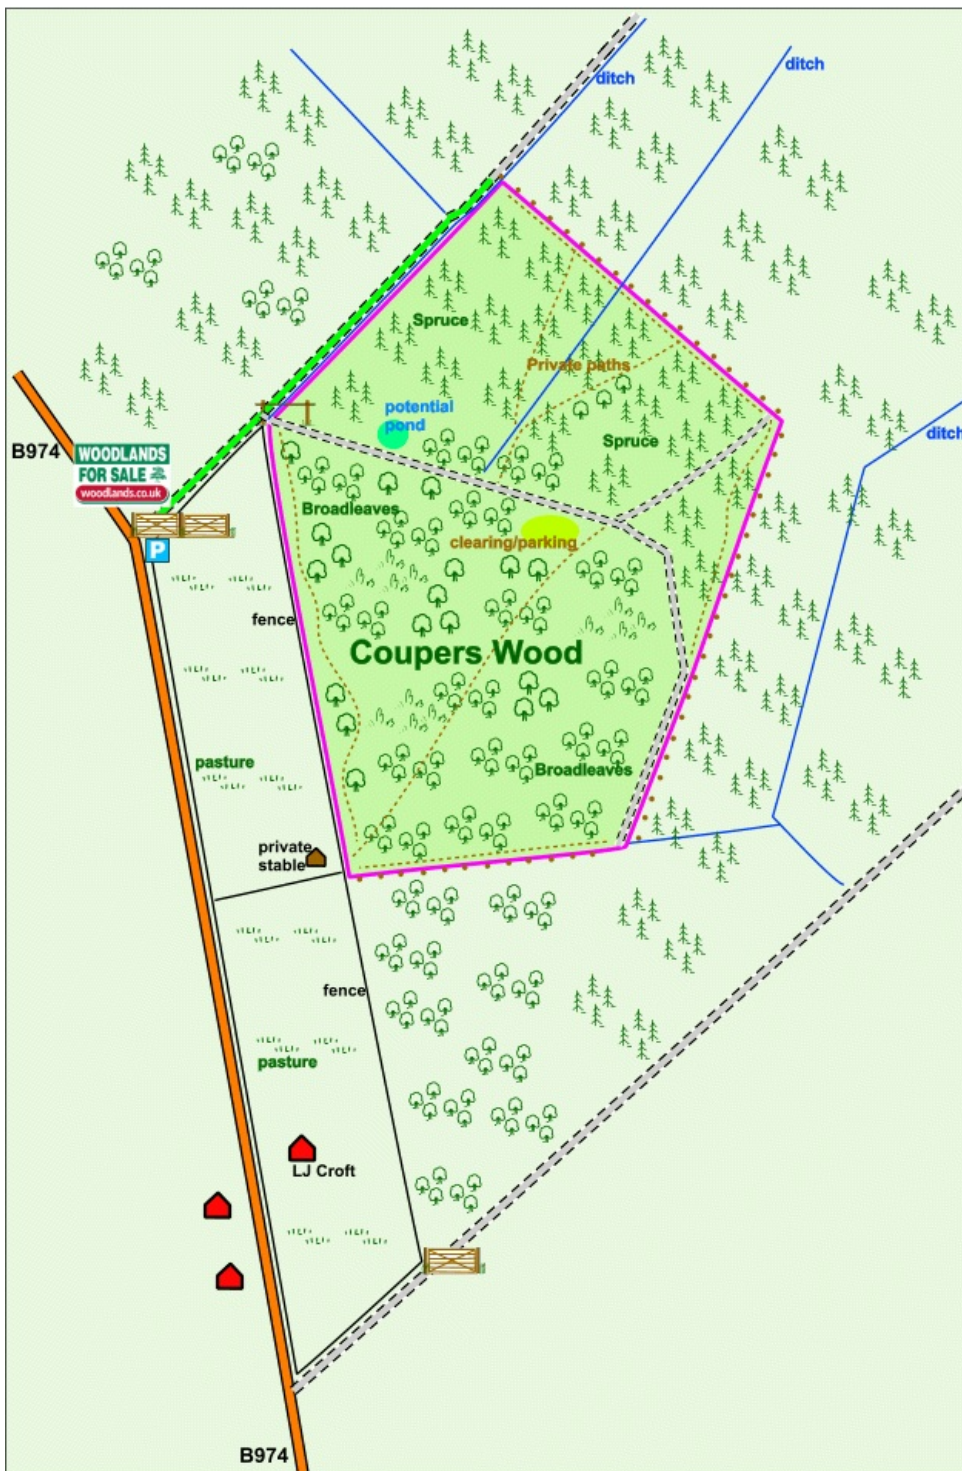 ditch
ditch
Spruce
Private paths
potential
pond
Spruce
ditch
B974
WOODLANDS
FOR SALE
woodlands.co.uk
Broadleaves
P
clearing/parking
fence
Coupers Wood
pasture
Broadleaves
private
stable
fence
pasture
LJ Croft
B974